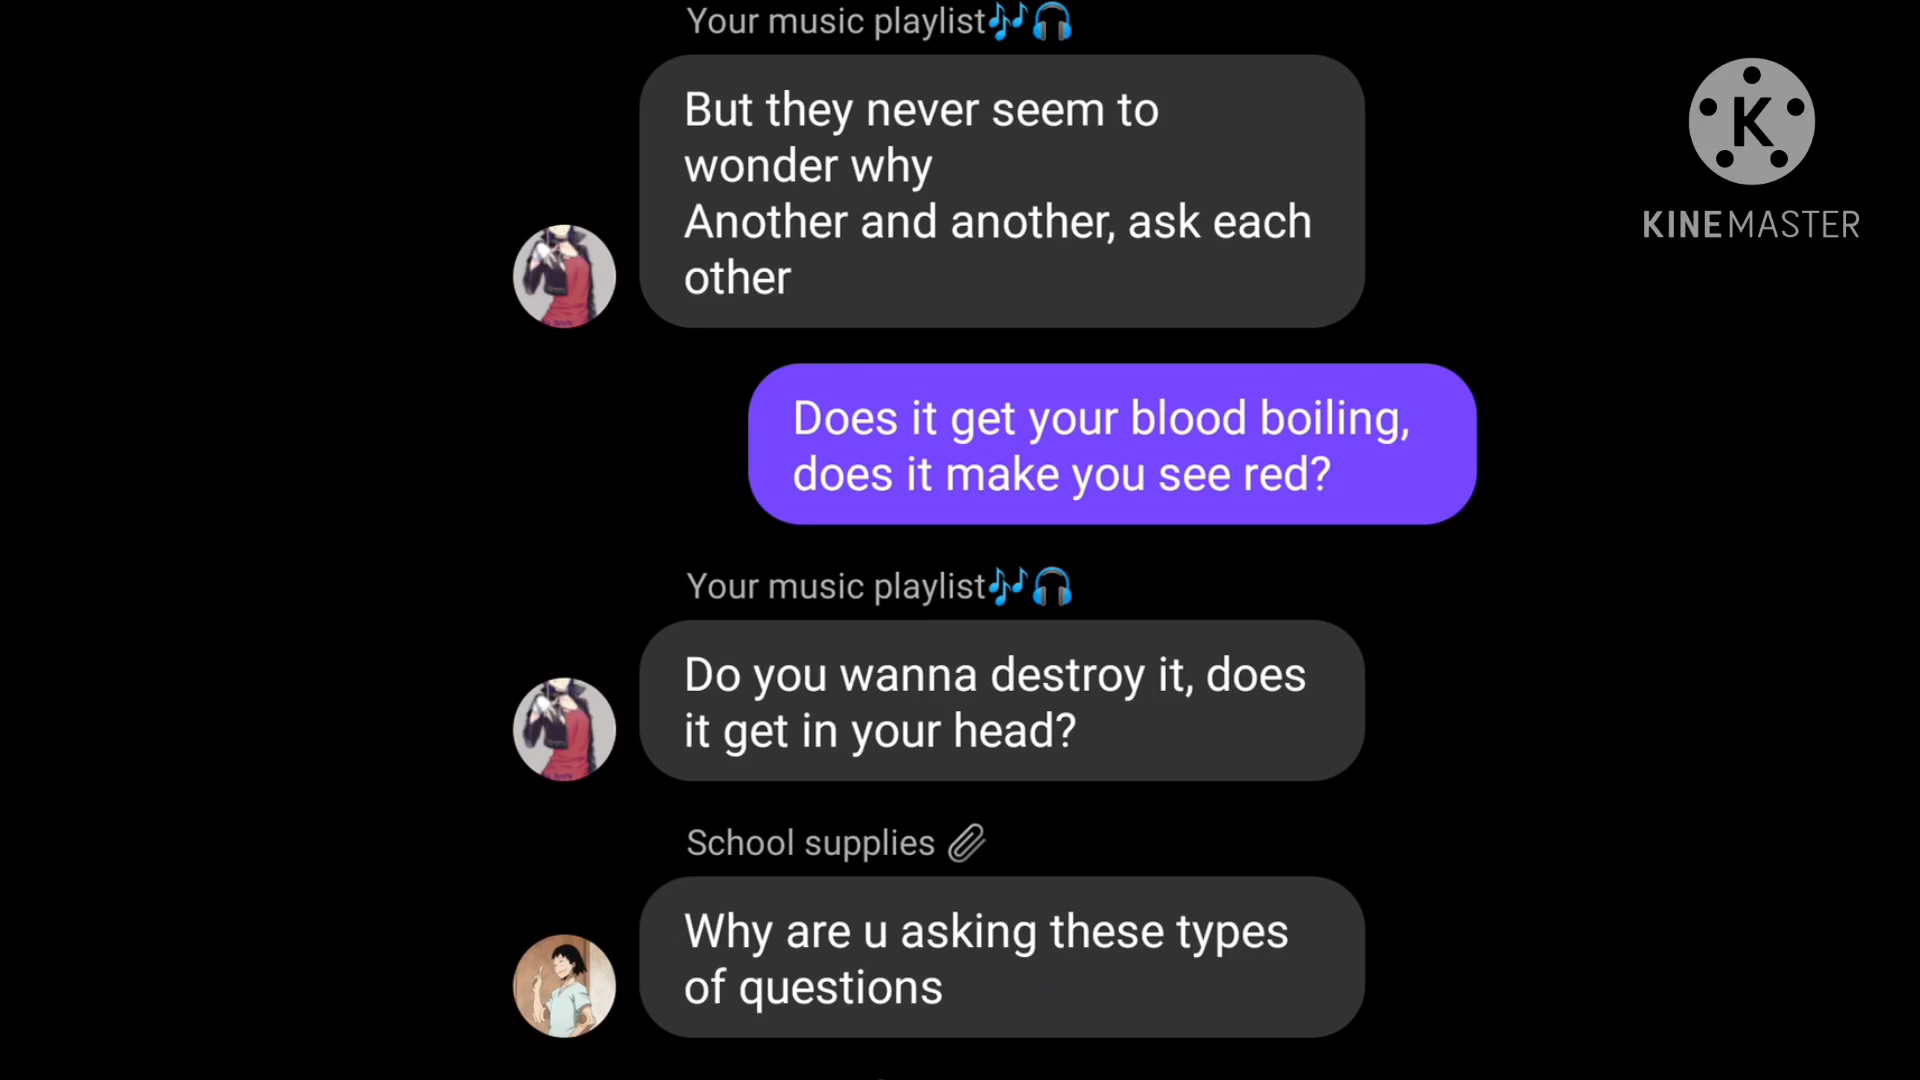 Your music playlist🎶🎧
But they never seem to
wonder why
Another and another, ask each
other
K
KINEMASTER
Does it get your blood boiling,
does it make you see red?
Your music playlist🎶🎧
Do you wanna destroy it, does
it get in your head?
School supplies 📎
Why are u asking these types
of questions